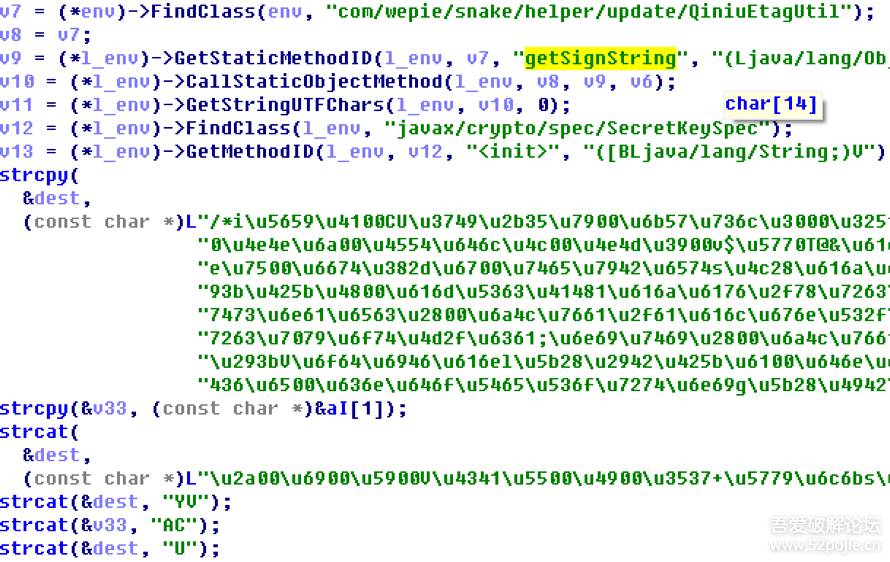 v7 = (*env)->FindClass(env, "com/wepie/snake/helper/update/QiniuEtagUtil");
v8 = v7;
v9 = (*l_env)->GetStaticMethodID(l_env, v7, "getSignString", "(Ljava/lang/Obj
v10 = (*l_env)->CallStaticObjectMethod(l_env, v8, v9, v6);
v11 = (*l_env)->GetStringUTFChars(l_env, v10, 0);
char[14]
v12 = (*l_env)->FindClass(l_env, "javax/crypto/spec/SecretKeySpec");
v13 = (*l_env)->GetMethodID(l_env, v12, "<init>", "([BLjava/lang/String;)V")
strcpy(
&dest,
(const char *)L"/*i\u5659\u4100CU\u3749\u2b35\u7900\u6b57\u736c\u3000\u325
"0\u4e4e\u6a00\u4554\u646c\u4c00\u4e4d\u3900v$\u5770T@&\u61
"e\u7500\u6674\u382d\u6700\u7465\u7942\u6574s\u4c28\u616a\u
"93b\u425b\u4800\u616d\u5363\u41481\u616a\u6176\u2f78\u7263
"7473\u6e61\u6563\u2800\u6a4c\u7661\u2f61\u616c\u676e\u532f
"7263\u7079\u6f74\u4d2f\u6361;\u6e69\u7469\u2800\u6a4c\u766
"\u293bV\u6f64\u6946\u616el\u5b28\u2942\u425b\u6100\u646e\u
"436\u6500\u636e\u646f\u5465\u536f\u7274\u6e69g\u5b28\u4942
strcpy(&v33, (const char *)&aI[1]);
strcat(
&dest,
(const char *)L"\u2a00\u6900\u5900V\u4341\u5500\u4900\u3537+\u5779\u6c6bs\
strcat(&dest, "YV");
strcat(&v33, "AC");
strcat(&dest, "U");
吾爱破解论坛
www.52pojie.cn